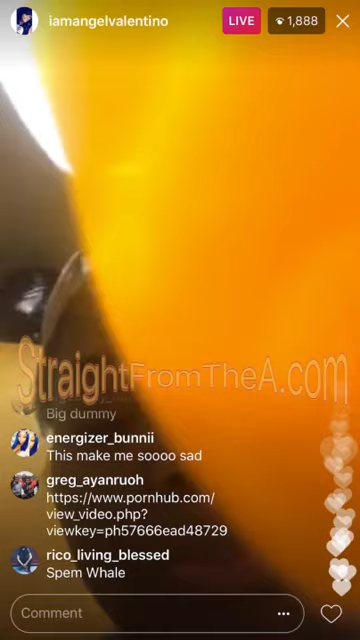 iamangelvalentino
LIVE
1,888
StraightFromTheA.com
Big dummy
energizer_bunnii
This make me soooo sad
greg_ayanruoh
https://www.pornhub.com/
view_video.php?
viewkey=ph57666ead48729
rico_living_blessed
Spem Whale
Comment